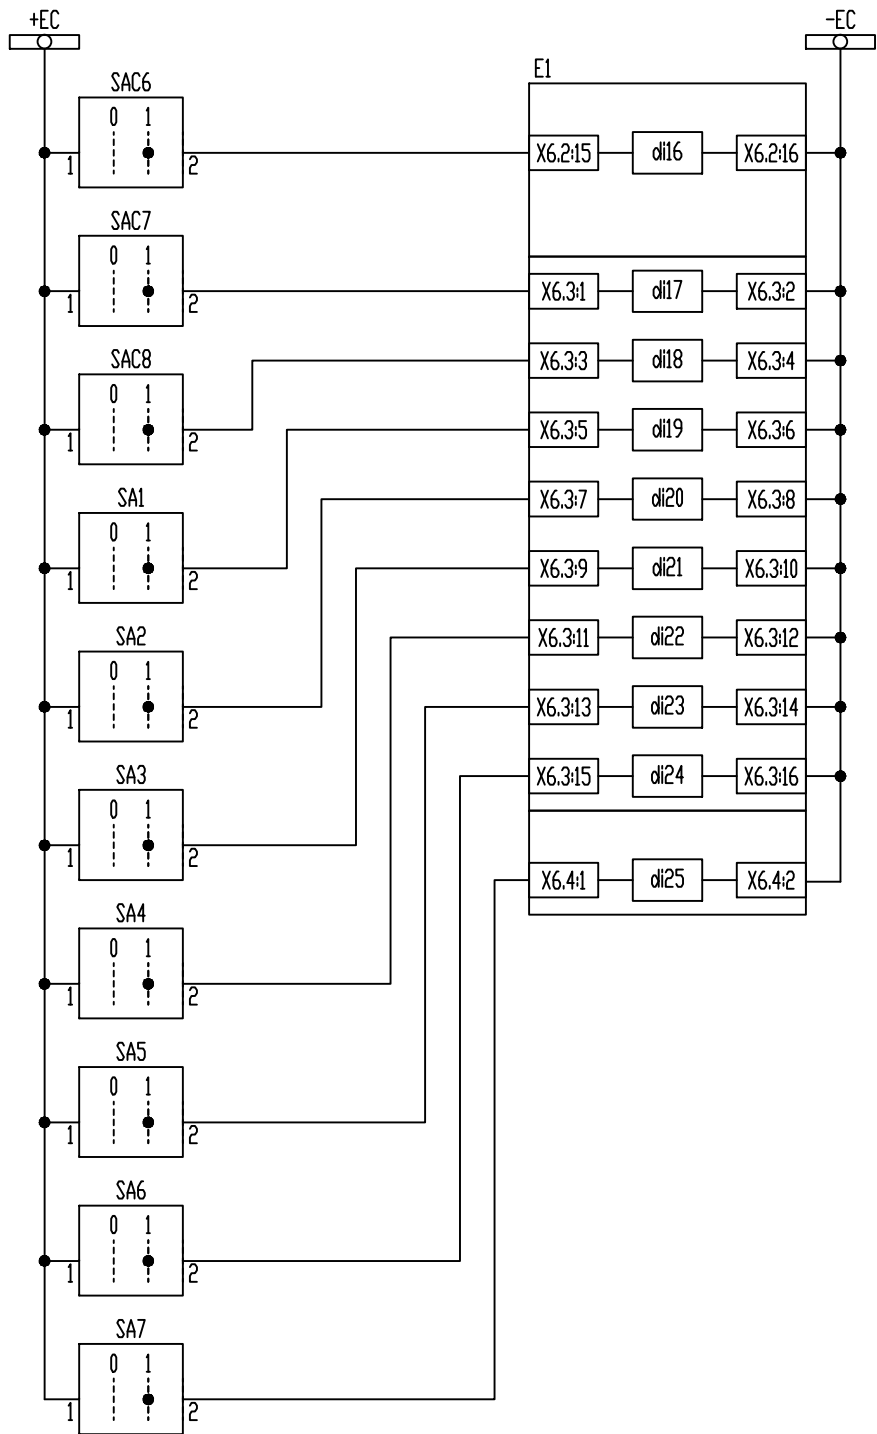 +EC
-EC
E1
SAC6
0 1
1 2
X6.2:15 di16 X6.2:16
SAC7
0 1
1 2
X6.3:1 di17 X6.3:2
SAC8
0 1
1 2
X6.3:3 di18 X6.3:4
X6.3:5 di19 X6.3:6
SA1
0 1
1 2
X6.3:7 di20 X6.3:8
X6.3:9 di21 X6.3:10
SA2
0 1
1 2
X6.3:11 di22 X6.3:12
X6.3:13 di23 X6.3:14
SA3
0 1
1 2
X6.3:15 di24 X6.3:16
X6.4:1 di25 X6.4:2
SA4
0 1
1 2
SA5
0 1
1 2
SA6
0 1
1 2
SA7
0 1
1 2